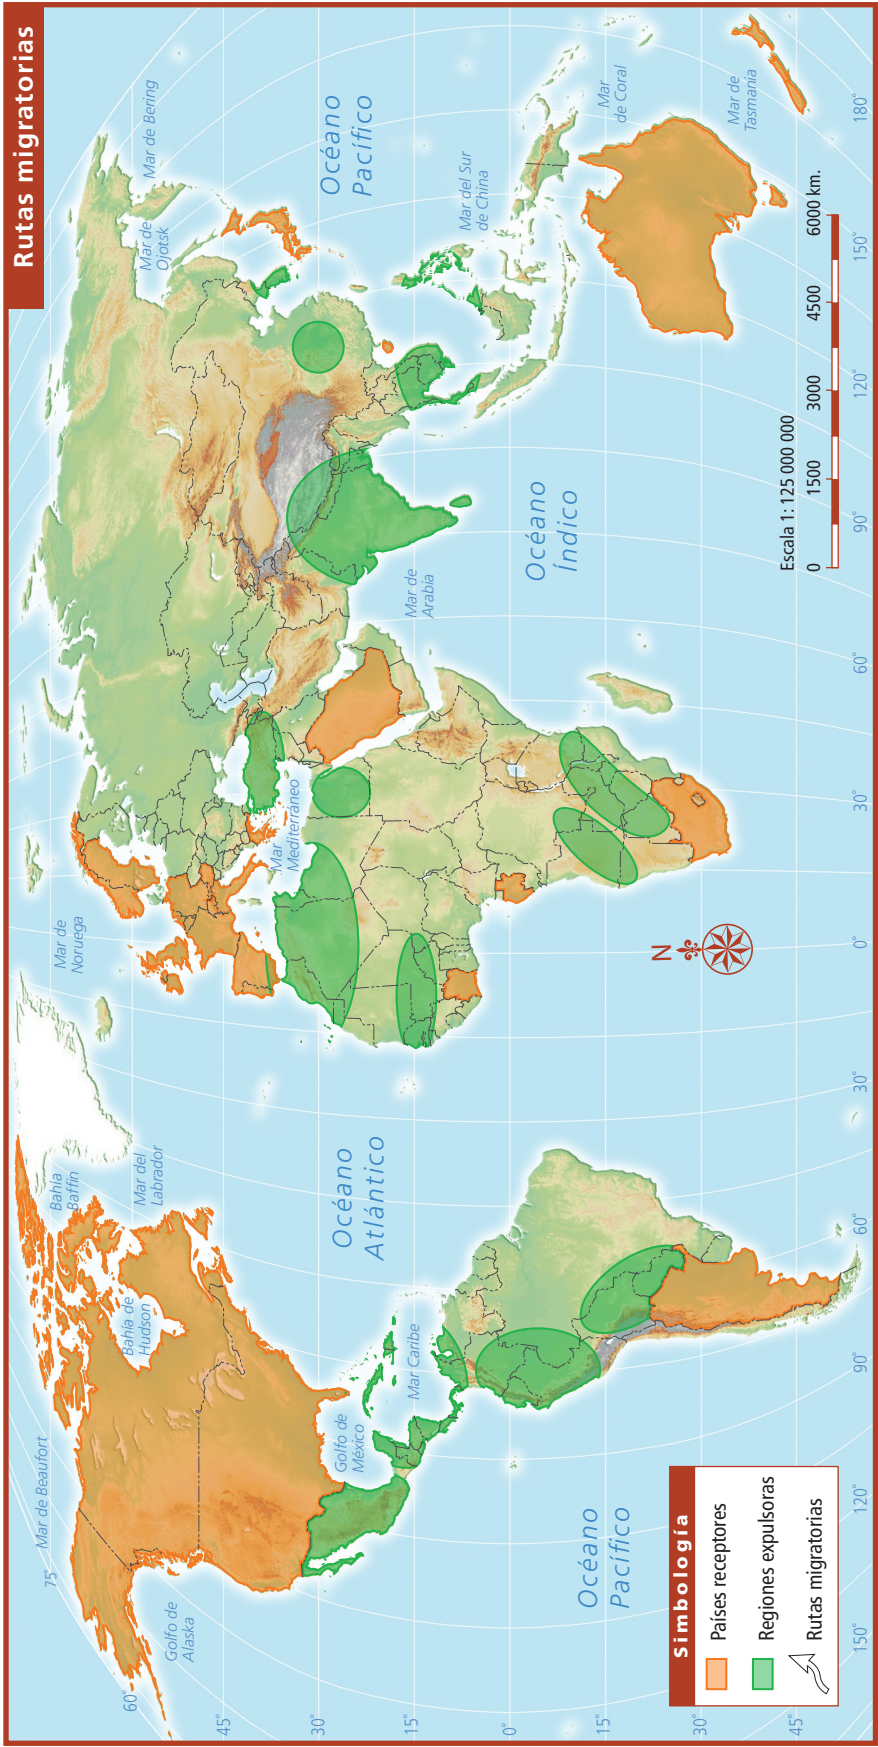 Rutas migratorias
Mar de Beaufort
Bahía
Baffin
Mar del
Labrador
Bahía de
Hudson
Golfo de
Alaska
Mar de
Noruega
Mar de
Ojotsk
Mar de Bering
Océano
Atlántico
Golfo de
México
Mar Caribe
Mar
Mediterráneo
Mar de
Arabia
Océano
Pacífico
Mar del Sur
de China
Océano
Índico
Mar
de Coral
Mar de
Tasmania
Océano
Pacífico
N
75°
60°
45°
30°
15°
0°
15°
30°
45°
150°
120°
90°
60°
30°
0°
30°
60°
90°
120°
150°
180°
Simbología
Países receptores
Regiones expulsoras
Rutas migratorias
Escala 1: 125 000 000
0 1500 3000 4500 6000 km.